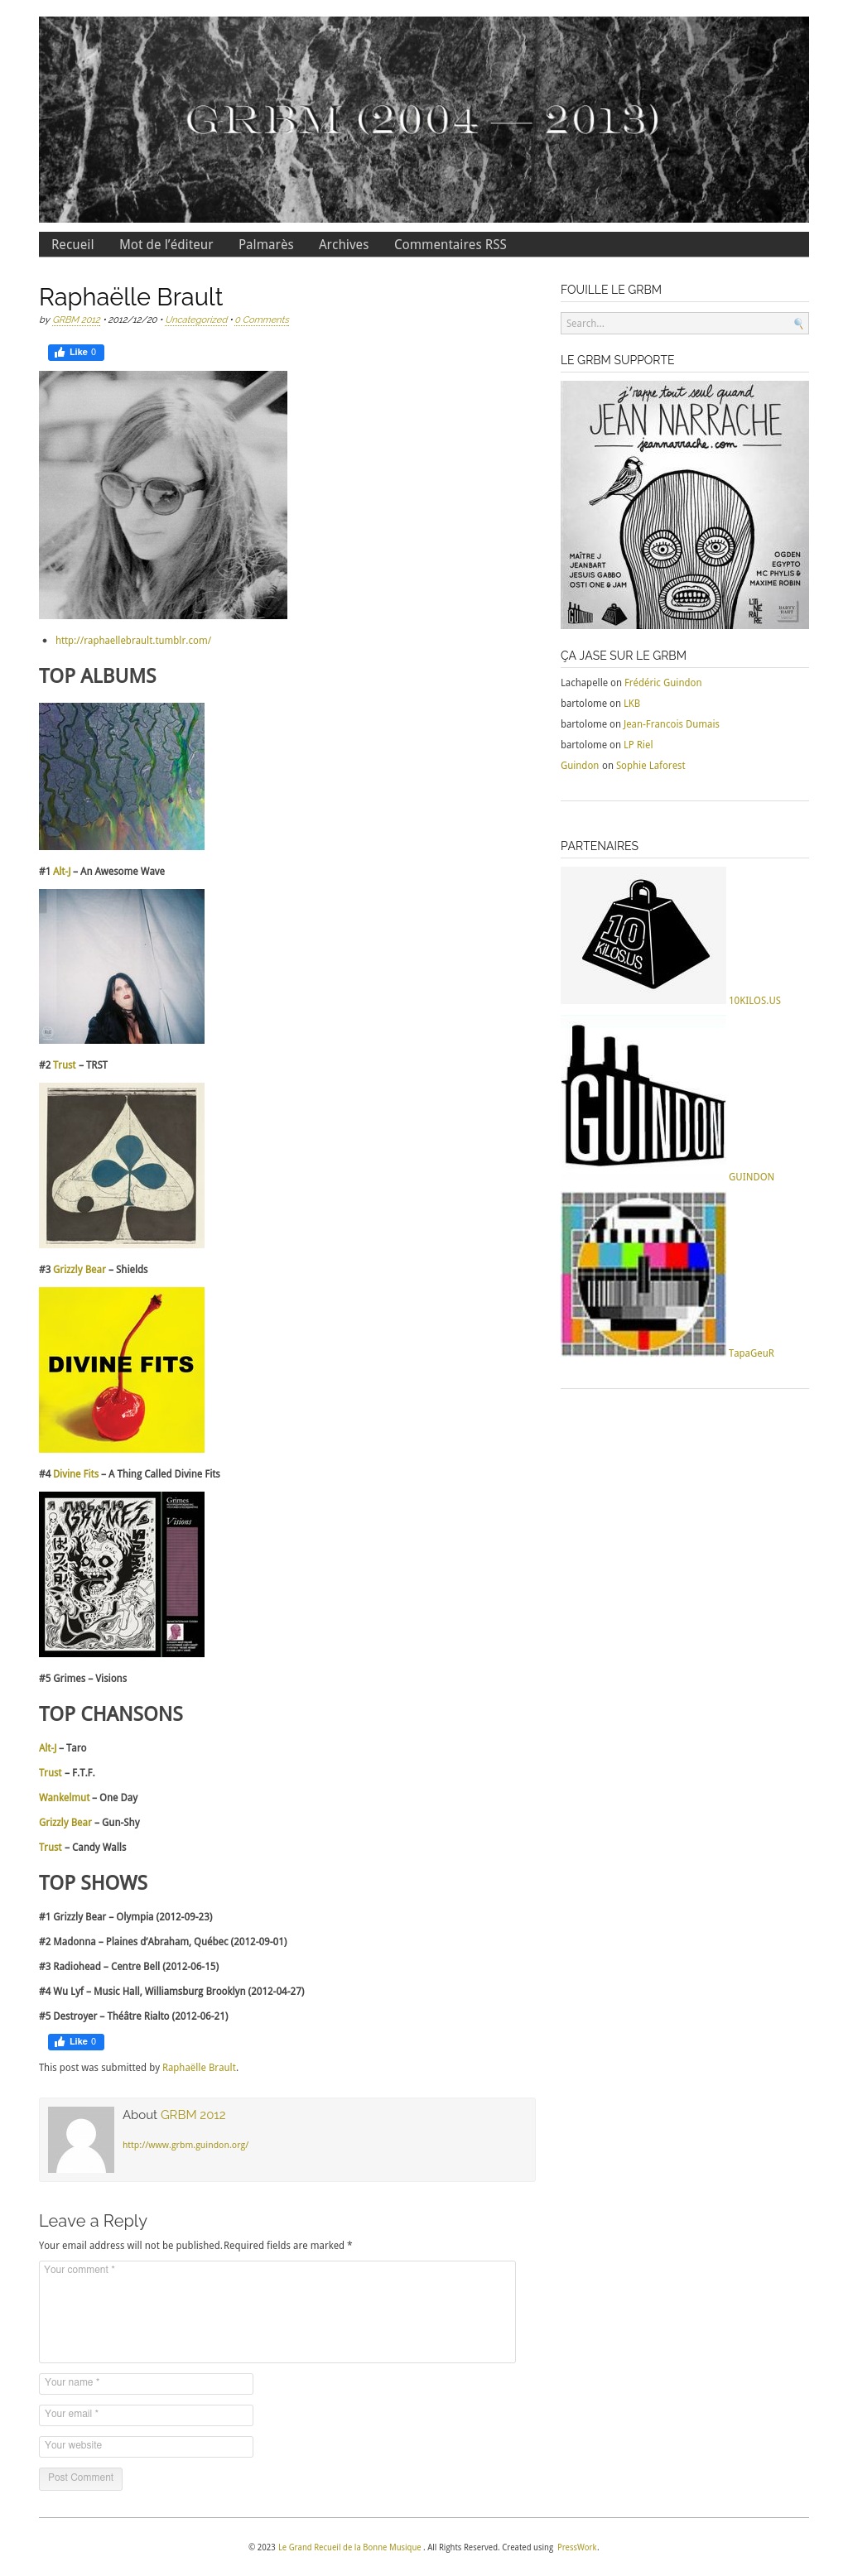 GRBM (2004 — 2013)
Recueil Mot de l'éditeur Palmarès Archives Commentaires RSS
Raphaëlle Brault
by GRBM 2012 • 2012/12/20 • Uncategorized • 0 Comments
Like 0
http://raphaellebrault.tumblr.com/
TOP ALBUMS
#1 Alt-J – An Awesome Wave
#2 Trust – TRST
#3 Grizzly Bear – Shields
DIVINE FITS
#4 Divine Fits – A Thing Called Divine Fits
GRIMES
Grimes
Visions
#5 Grimes – Visions
TOP CHANSONS
Alt-J – Taro
Trust – F.T.F.
Wankelmut – One Day
Grizzly Bear – Gun-Shy
Trust – Candy Walls
TOP SHOWS
#1 Grizzly Bear – Olympia (2012-09-23)
#2 Madonna – Plaines d'Abraham, Québec (2012-09-01)
#3 Radiohead – Centre Bell (2012-06-15)
#4 Wu Lyf – Music Hall, Williamsburg Brooklyn (2012-04-27)
#5 Destroyer – Théâtre Rialto (2012-06-21)
Like 0
This post was submitted by Raphaëlle Brault.
About GRBM 2012
http://www.grbm.guindon.org/
Leave a Reply
Your email address will not be published. Required fields are marked *
Your comment *
Your name *
Your email *
Your website
Post Comment
FOUILLE LE GRBM
Search...
LE GRBM SUPPORTE
j'rappe tout seul quand
JEAN NARRACHE
jeannarrache.com
MAÎTRE J
JEANBART
JESUIS GABBO
OSTI ONE & JAM
OGDEN
EGYPTO
MC PHYLIS &
MAXIME ROBIN
ÇA JASE SUR LE GRBM
Lachapelle on Frédéric Guindon
bartolome on LKB
bartolome on Jean-Francois Dumais
bartolome on LP Riel
Guindon on Sophie Laforest
PARTENAIRES
10
KILOS.US
10KILOS.US
GUINDON
GUINDON
TapaGeuR
© 2023 Le Grand Recueil de la Bonne Musique . All Rights Reserved. Created using PressWork.